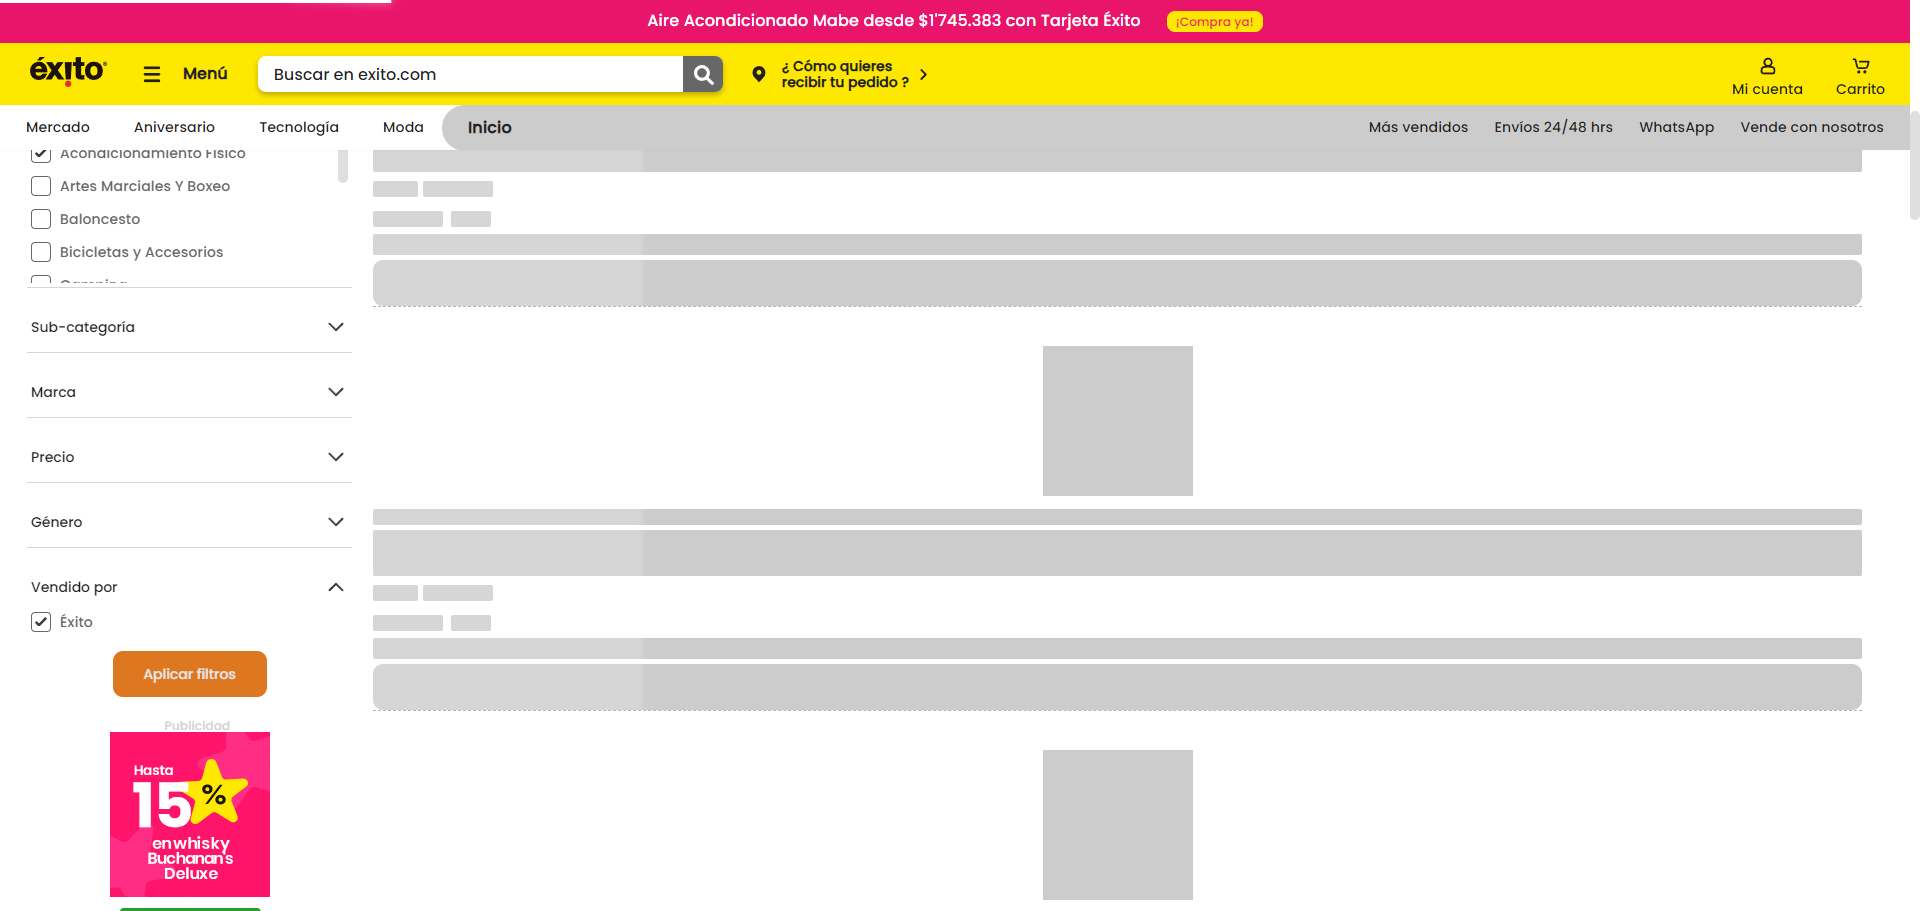 Aire Acondicionado Mabe desde $1'745.383 con Tarjeta Éxito
¡Compra ya!
éxito
Menú
Buscar en exito.com
¿ Cómo quieres
recibir tu pedido ?
Mi cuenta
Carrito
Mercado
Aniversario
Tecnología
Moda
Inicio
Más vendidos
Envíos 24/48 hrs
WhatsApp
Vende con nosotros
Acondicionamiento Físico
Artes Marciales Y Boxeo
Baloncesto
Bicicletas y Accesorios
Camping
Sub-categoría
Marca
Precio
Género
Vendido por
Éxito
Aplicar filtros
Publicidad
Hasta
15%
en whisky
Buchanan's
Deluxe